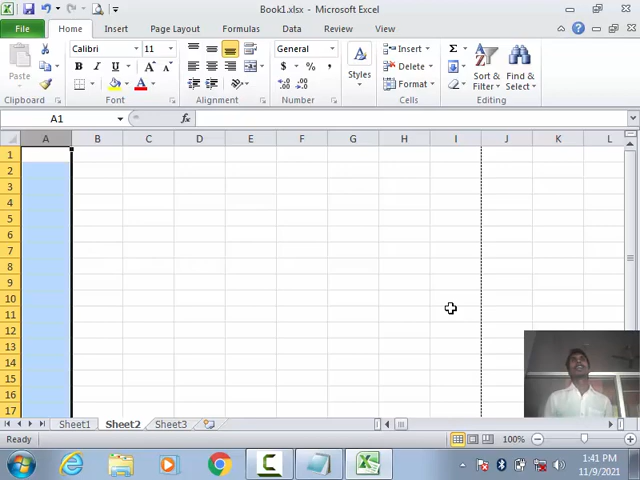 Book1.xlsx - Microsoft Excel
File Home Insert Page Layout Formulas Data Review View
Paste
Calibri 11
General
Styles
Insert
Delete
Format
Sort & Filter
Find & Select
B I U A A
A
$ % ,
Σ
Clipboard Font Alignment Number Cells Editing
A1 fx
A B C D E F G H I J K L
1
2
3
4
5
6
7
8
9
10
11
12
13
14
15
16
17
Sheet1 Sheet2 Sheet3
Ready 100%
1:41 PM
11/9/2021